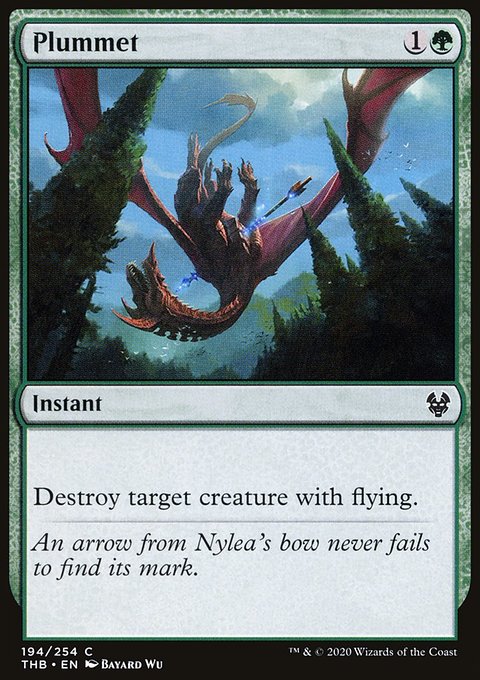 Plummet 1
Instant
Destroy target creature with flying.
An arrow from Nylea's bow never fails
to find its mark.
194/254 C
THB • EN Bayard Wu
™ & © 2020 Wizards of the Coast